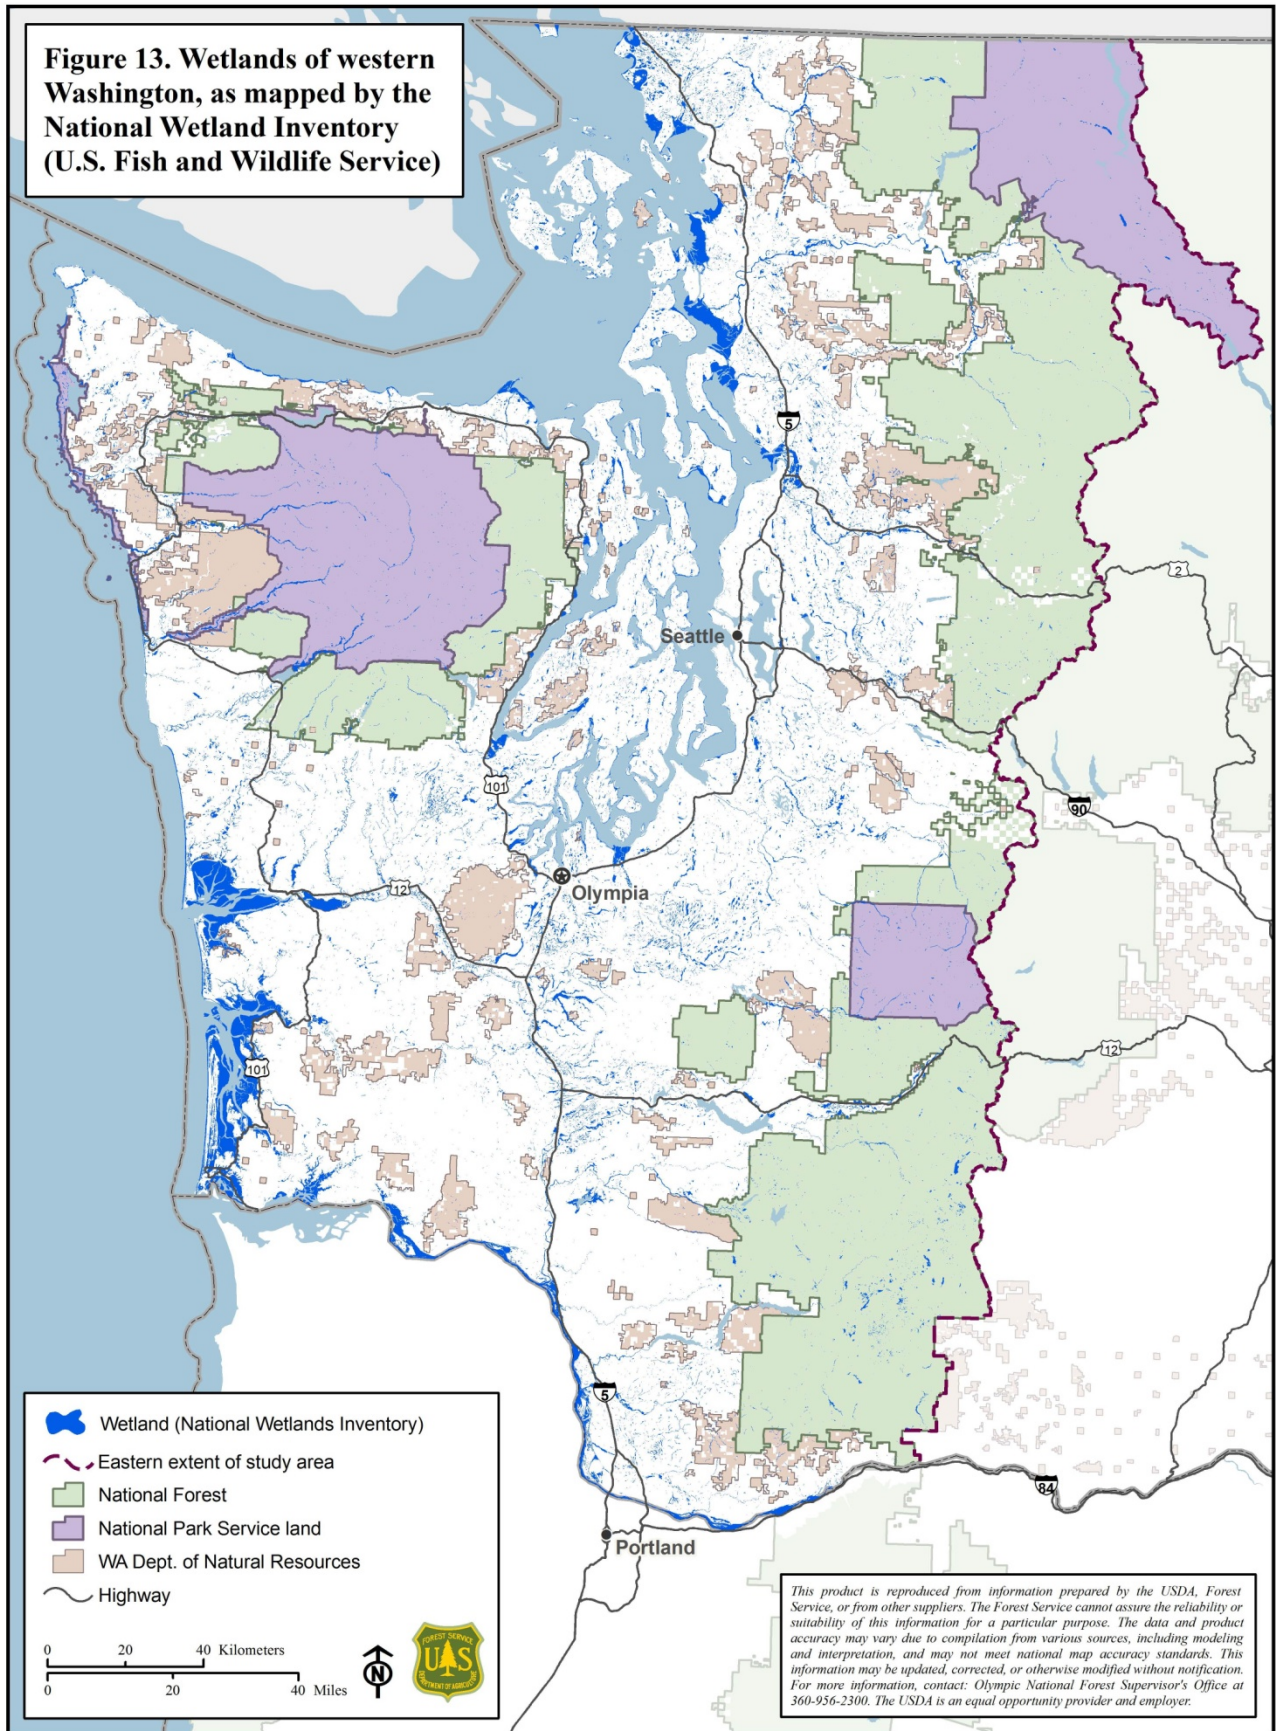 Figure 13. Wetlands of western
Washington, as mapped by the
National Wetland Inventory
(U.S. Fish and Wildlife Service)
5
2
Seattle
101
90
12
Olympia
101
12
5
84
Portland
Wetland (National Wetlands Inventory)
Eastern extent of study area
National Forest
National Park Service land
WA Dept. of Natural Resources
Highway
0 20 40 Kilometers
0 20 40 Miles
N
FOREST SERVICE
U S
DEPARTMENT OF AGRICULTURE
This product is reproduced from information prepared by the USDA, Forest
Service, or from other suppliers. The Forest Service cannot assure the reliability or
suitability of this information for a particular purpose. The data and product
accuracy may vary due to compilation from various sources, including modeling
and interpretation, and may not meet national map accuracy standards. This
information may be updated, corrected, or otherwise modified without notification.
For more information, contact: Olympic National Forest Supervisor's Office at
360-956-2300. The USDA is an equal opportunity provider and employer.